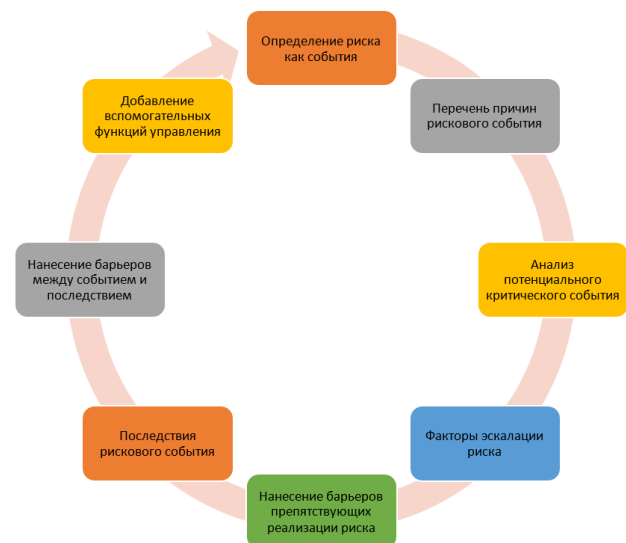 Определение риска
как события
Перечень причин
рискового события
Анализ
потенциального
критического события
Факторы эскалации
риска
Нанесение барьеров
препятствующих
реализации риска
Последствия
рискового события
Нанесение барьеров
между событием и
последствием
Добавление
вспомогательных
функций управления